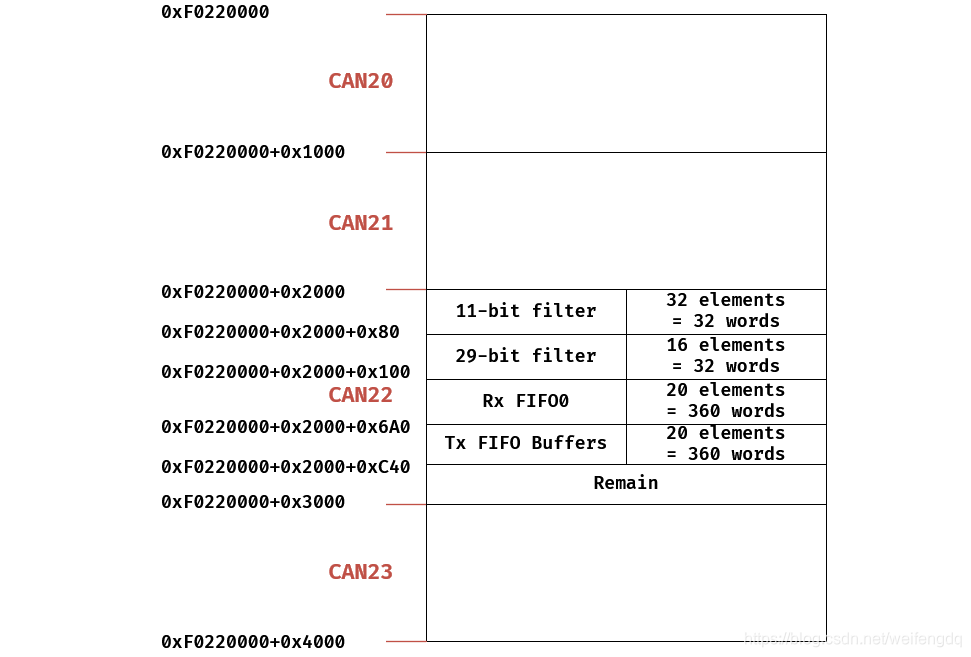 0xF0220000
CAN20
0xF0220000+0x1000
CAN21
0xF0220000+0x2000
11-bit filter
32 elements
= 32 words
0xF0220000+0x2000+0x80
29-bit filter
16 elements
= 32 words
0xF0220000+0x2000+0x100
CAN22
Rx FIFO0
20 elements
= 360 words
0xF0220000+0x2000+0x6A0
Tx FIFO Buffers
20 elements
= 360 words
0xF0220000+0x2000+0xC40
Remain
0xF0220000+0x3000
CAN23
0xF0220000+0x4000
https://blog.csdn.net/weifengdq